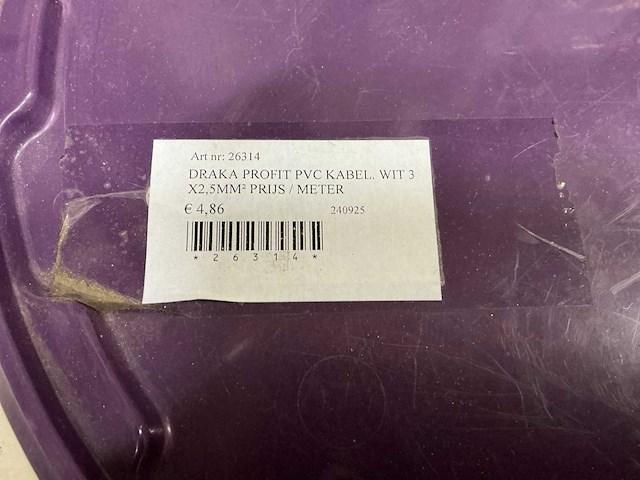 Art nr: 26314
DRAKA PROFIT PVC KABEL. WIT 3
X2,5MM² PRIJS / METER
€ 4,86 240925
* 2 6 3 1 4 *